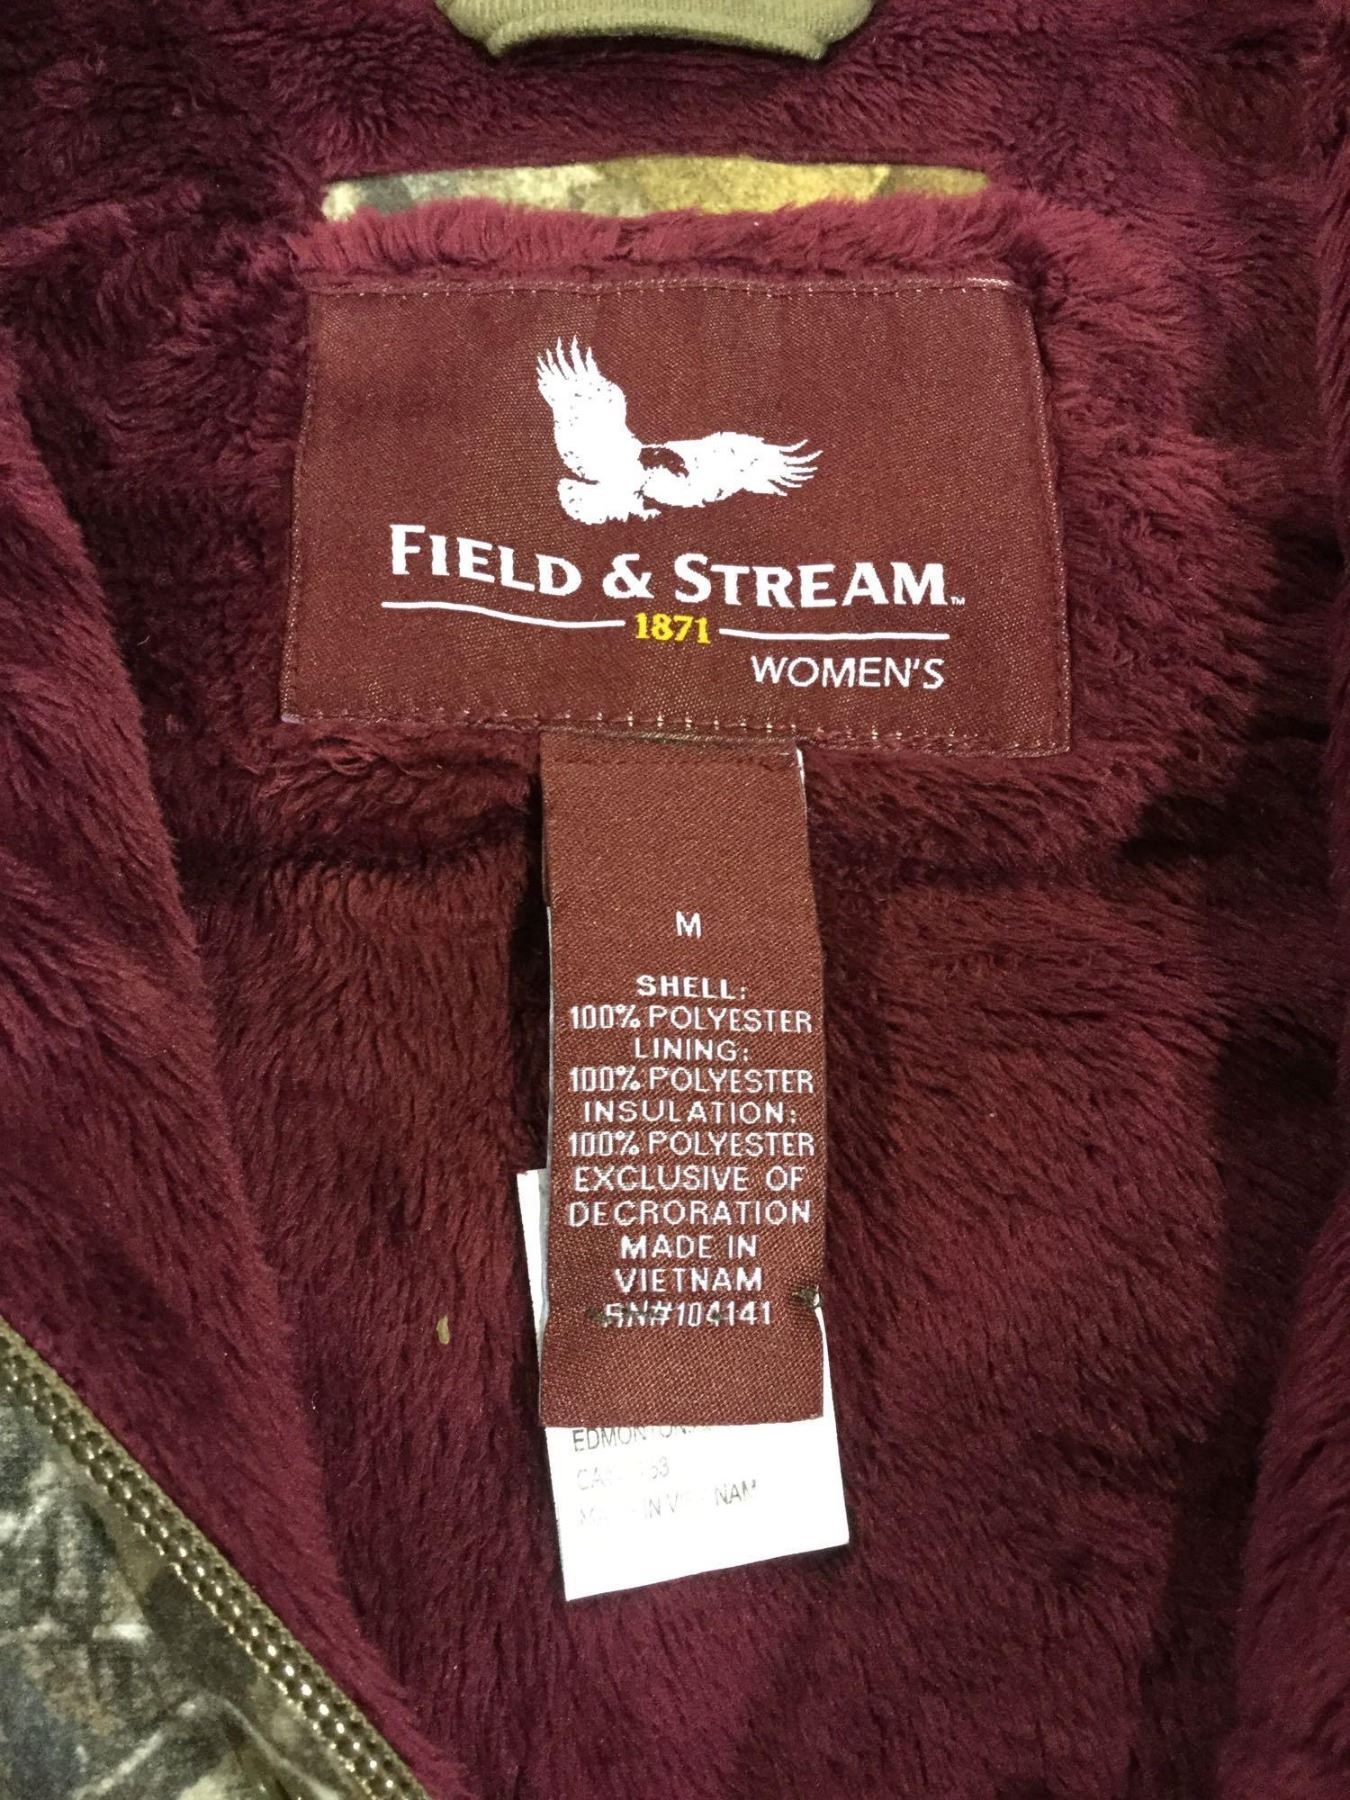 FIELD & STREAM™
1871
WOMEN'S
M
SHELL:
100% POLYESTER
LINING:
100% POLYESTER
INSULATION:
100% POLYESTER
EXCLUSIVE OF
DECRORATION
MADE IN
VIETNAM
RN#104141
IN